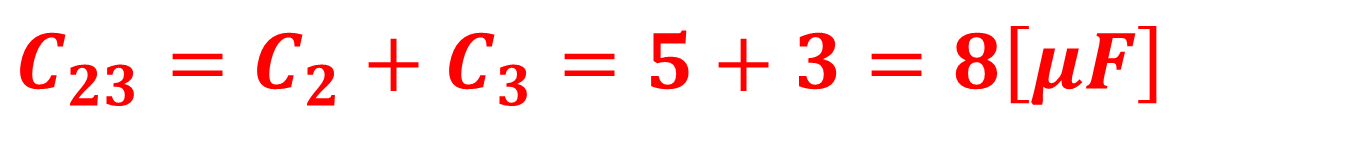 C₂₃ = C₂ + C₃ = 5 + 3 = 8[μF]